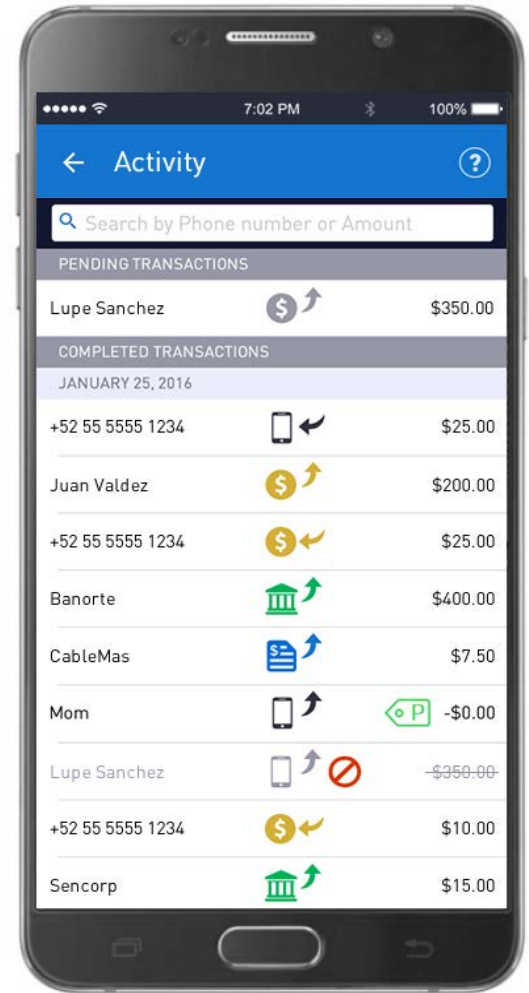 7:02 PM 100%
Activity ?
Search by Phone number or Amount
PENDING TRANSACTIONS
Lupe Sanchez $ $350.00
COMPLETED TRANSACTIONS
JANUARY 25, 2016
+52 55 5555 1234 $25.00
Juan Valdez $ $200.00
+52 55 5555 1234 $ $25.00
Banorte $400.00
CableMas $ $7.50
Mom P -$0.00
Lupe Sanchez -$350.00
+52 55 5555 1234 $ $10.00
Sencorp $15.00